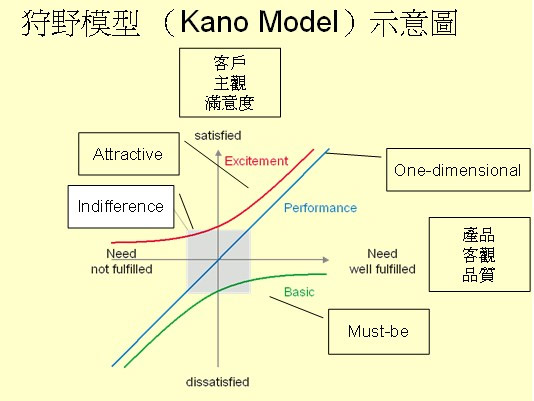 狩野模型 （Kano Model）示意圖
客戶
主觀
滿意度
satisfied
Attractive
Excitement
One-dimensional
Indifference
Performance
Need
not fulfilled
Need
well fulfilled
產品
客觀
品質
Basic
Must-be
dissatisfied